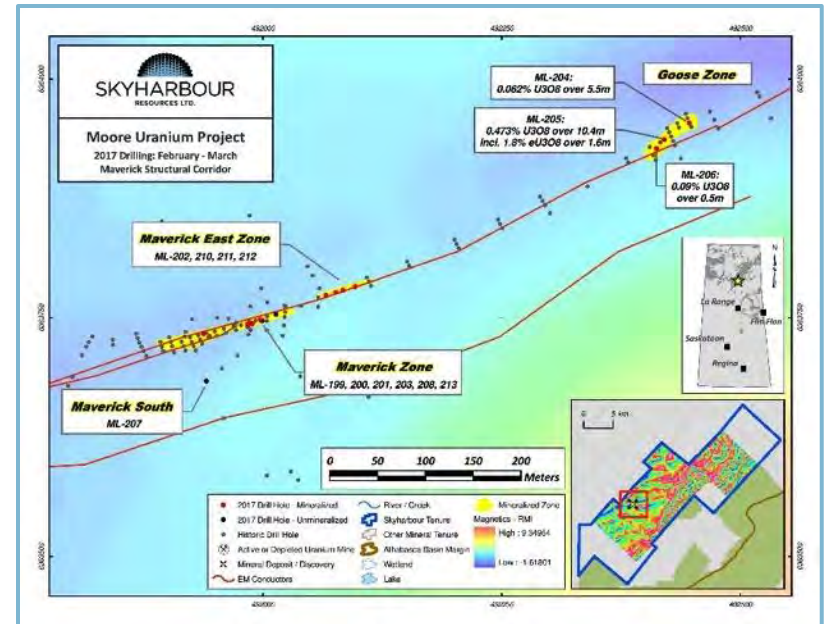 492000 492250 492500
SKYHARBOUR
RESOURCES LTD.
Moore Uranium Project
2017 Drilling: February - March
Maverick Structural Corridor
ML-204:
0.062% U3O8 over 5.5m
Goose Zone
ML-205:
0.473% U3O8 over 10.4m
incl. 1.8% eU3O8 over 1.6m
ML-206:
0.09% U3O8
over 0.5m
Maverick East Zone
ML-202, 210, 211, 212
N
La Ronge
Flin Flon
Saskatoon
Regina
Maverick Zone
ML-199, 200, 201, 203, 208, 213
Maverick South
ML-207
0 5 km
0 50 100 150 200
Meters
2017 Drill Hole - Mineralized
2017 Drill Hole - Unmineralized
Historic Drill Hole
Active or Depleted Uranium Mine
Mineral Deposit / Discovery
EM Conductors
River / Creek
Skyharbour Tenure
Other Mineral Tenure
Athabasca Basin Margin
Wetland
Lake
Mineralized Zone
Magnetics - RMI
492000 492250 492500